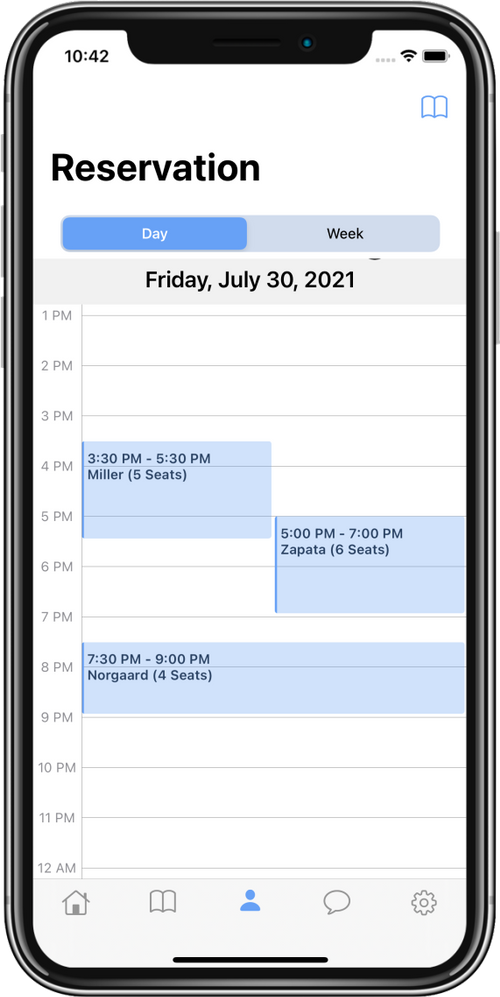 10:42
Reservation
Day Week
Friday, July 30, 2021
1 PM
2 PM
3 PM
3:30 PM - 5:30 PM
4 PM
Miller (5 Seats)
5 PM
5:00 PM - 7:00 PM
Zapata (6 Seats)
6 PM
7 PM
7:30 PM - 9:00 PM
8 PM
Norgaard (4 Seats)
9 PM
10 PM
11 PM
12 AM